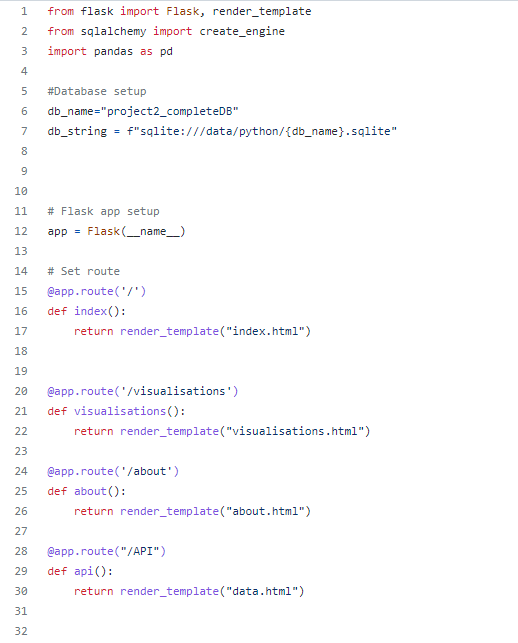 1 from flask import Flask, render_template
2 from sqlalchemy import create_engine
3 import pandas as pd
4
5 #Database setup
6 db_name="project2_completeDB"
7 db_string = f"sqlite:///data/python/{db_name}.sqlite"
8
9
10
11 # Flask app setup
12 app = Flask(__name__)
13
14 # Set route
15 @app.route('/')
16 def index():
17     return render_template("index.html")
18
19
20 @app.route('/visualisations')
21 def visualisations():
22     return render_template("visualisations.html")
23
24 @app.route('/about')
25 def about():
26     return render_template("about.html")
27
28 @app.route("/API")
29 def api():
30     return render_template("data.html")
31
32